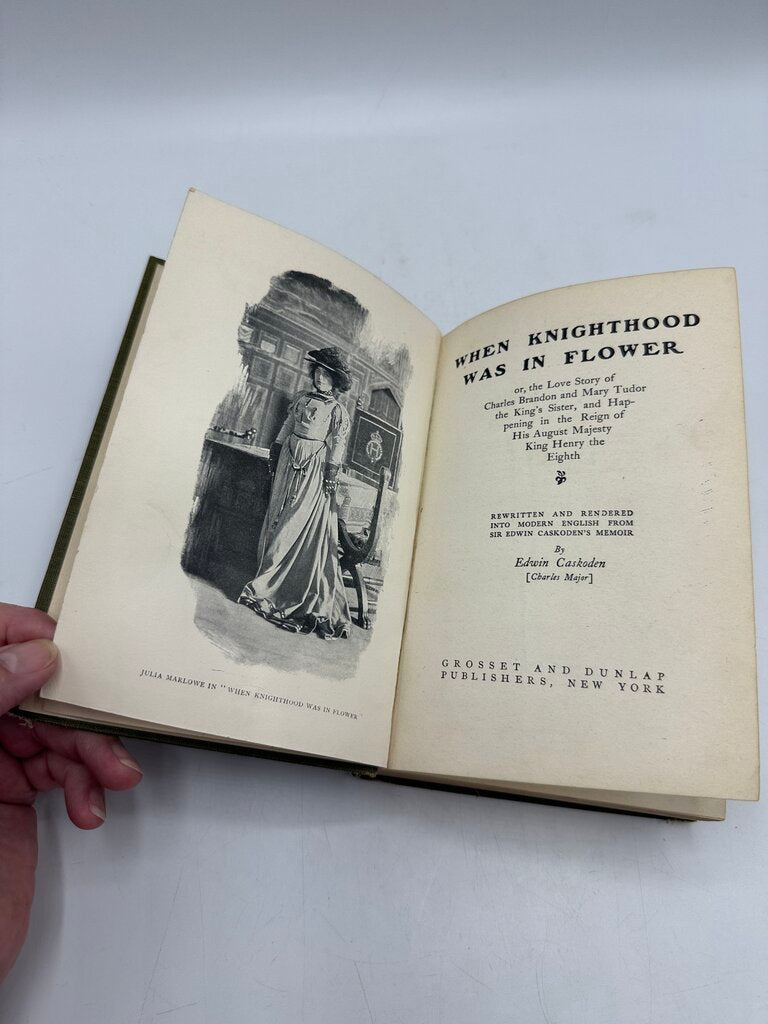 JULIA MARLOWE IN "WHEN KNIGHTHOOD WAS IN FLOWER"
WHEN KNIGHTHOOD
WAS IN FLOWER
or, the Love Story of
Charles Brandon and Mary Tudor
the King's Sister, and Hap-
pening in the Reign of
His August Majesty
King Henry the
Eighth
REWRITTEN AND RENDERED
INTO MODERN ENGLISH FROM
SIR EDWIN CASKODEN'S MEMOIR
By
Edwin Caskoden
[Charles Major]
GROSSET AND DUNLAP
PUBLISHERS, NEW YORK